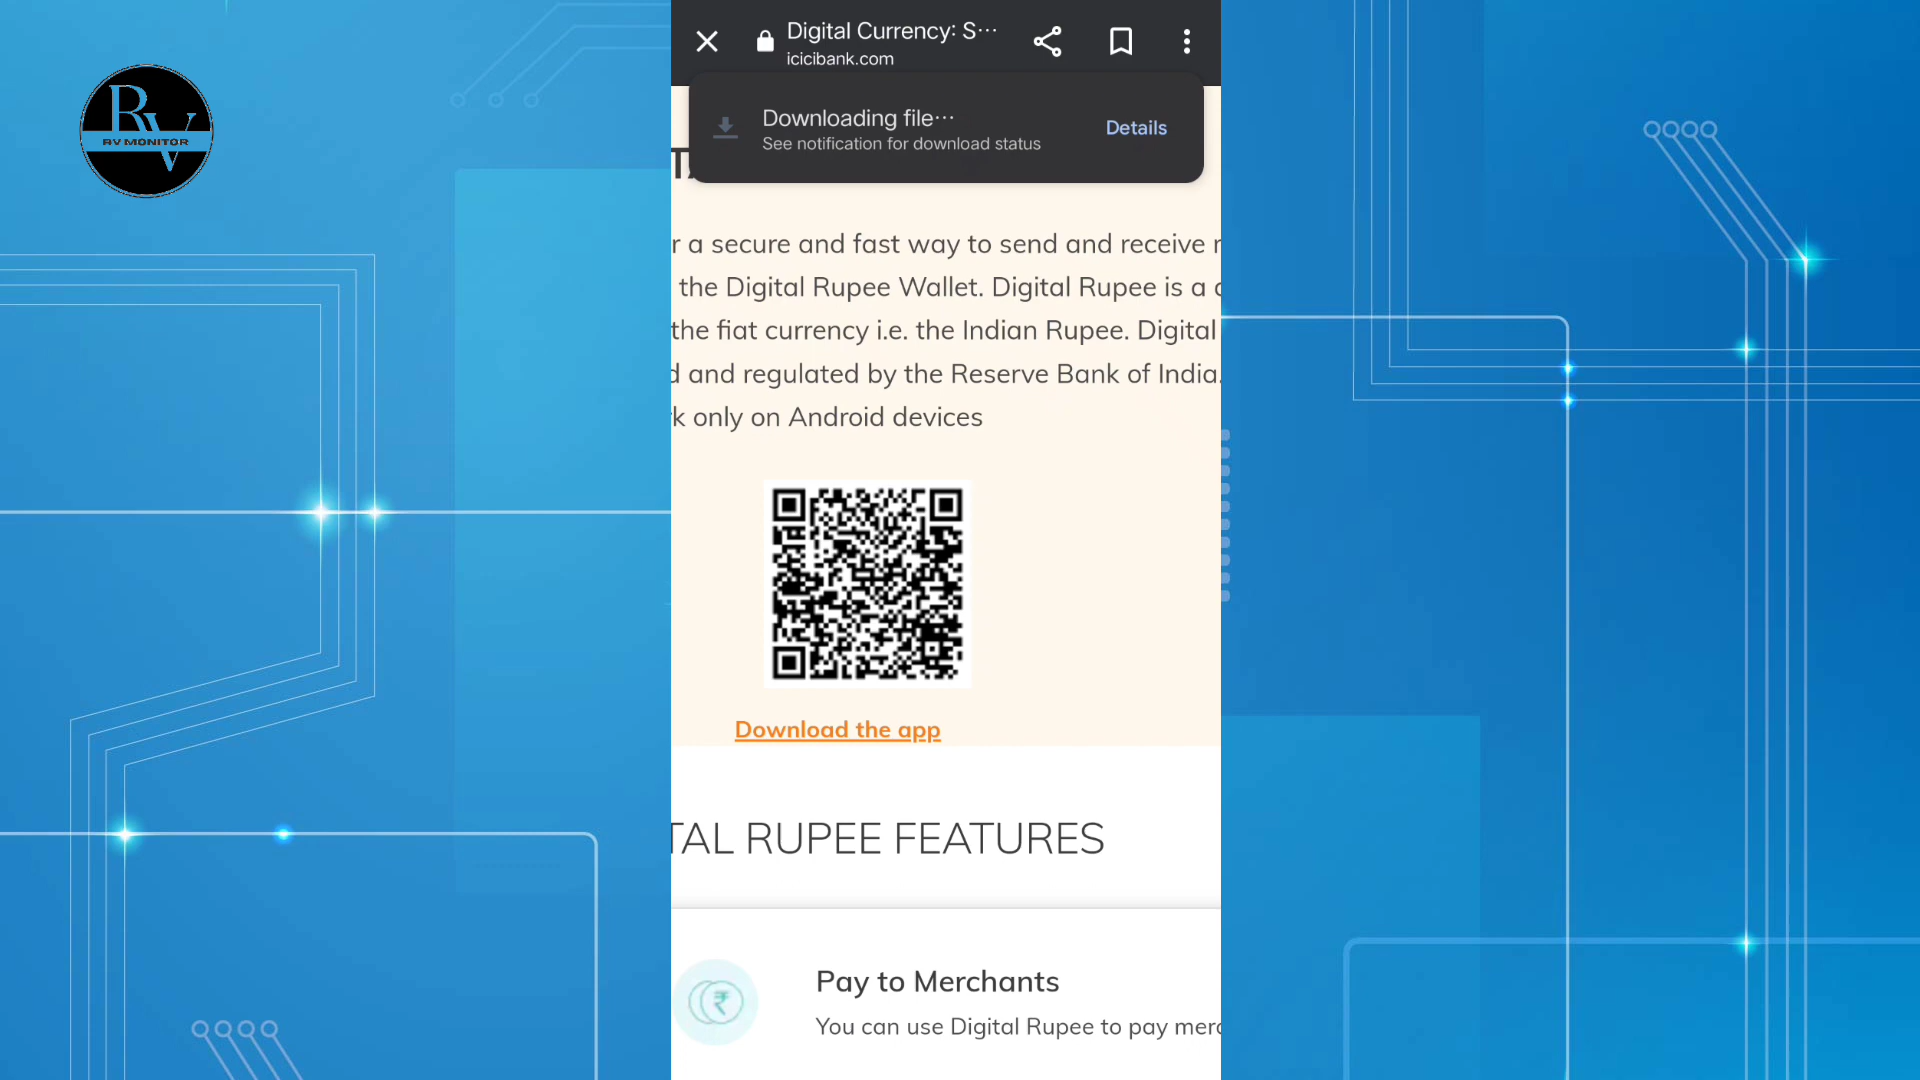 Digital Currency: S···
icicibank.com
RV
RV MONITOR
Downloading file···
See notification for download status
Details
r a secure and fast way to send and receive
the Digital Rupee Wallet. Digital Rupee is a
the fiat currency i.e. the Indian Rupee. Digital
d and regulated by the Reserve Bank of India.
k only on Android devices
Download the app
TAL RUPEE FEATURES
Pay to Merchants
You can use Digital Rupee to pay mer